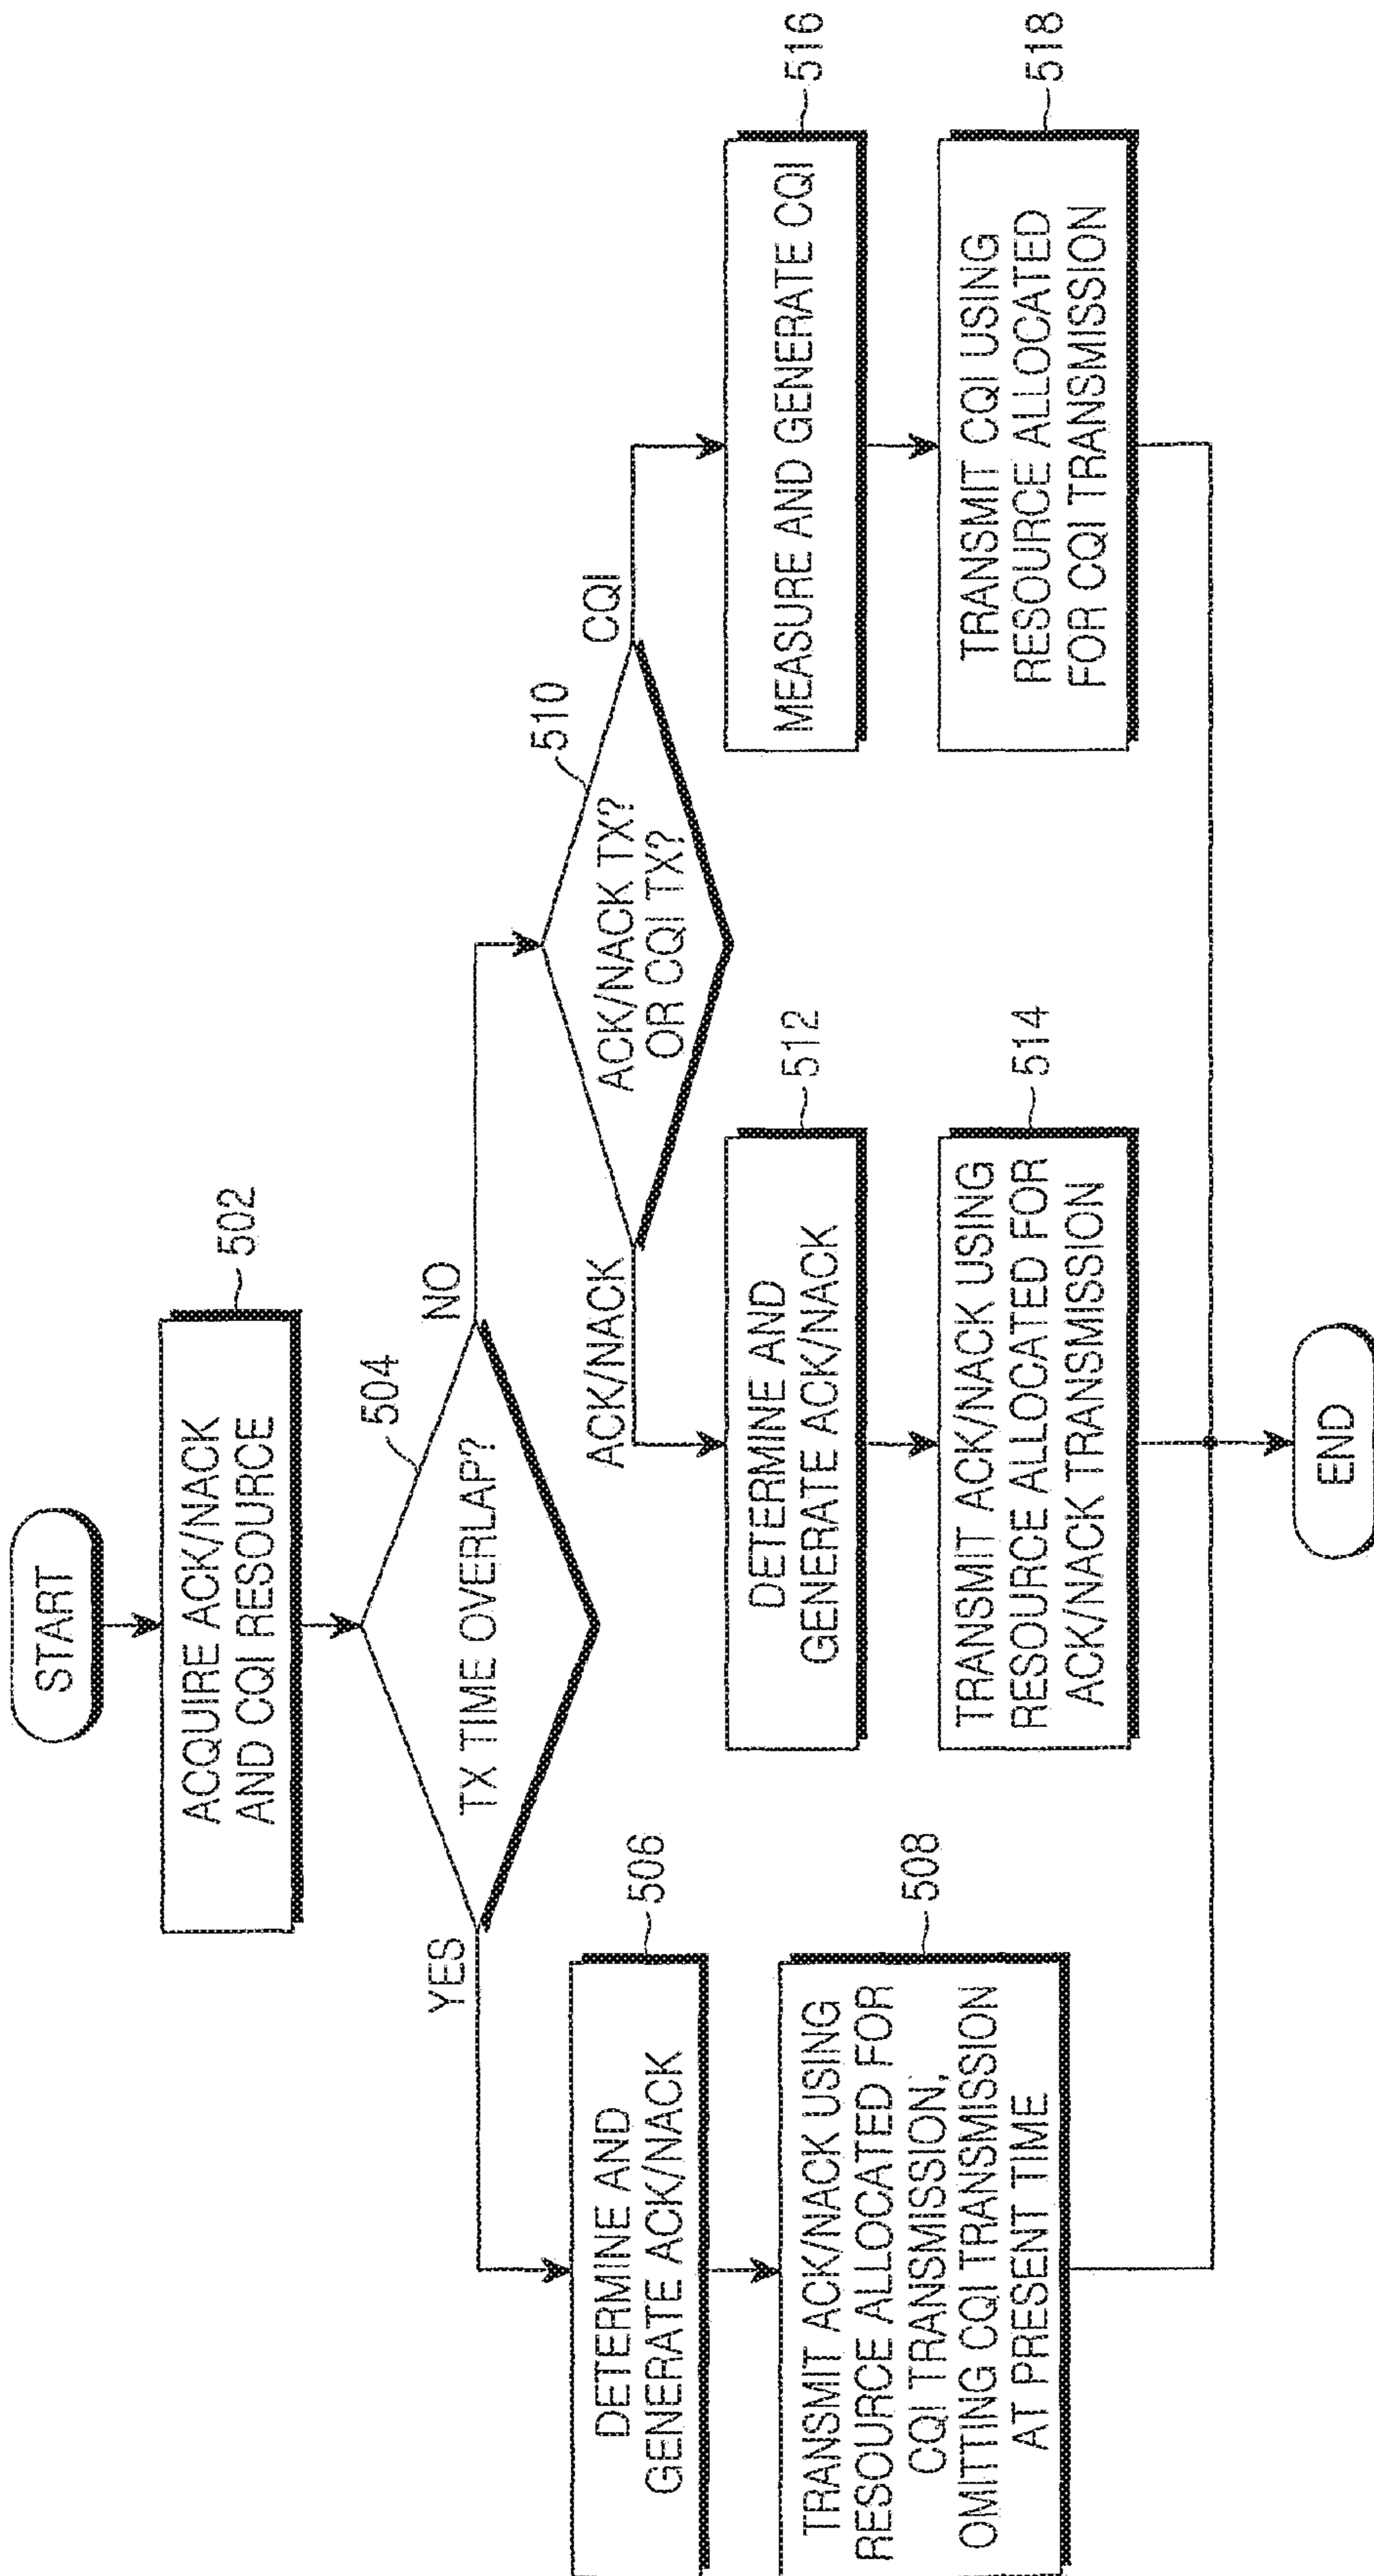 START
ACQUIRE ACK/NACK
AND CQI RESOURCE
502
TX TIME OVERLAP?
504
YES
NO
DETERMINE AND
GENERATE ACK/NACK
506
TRANSMIT ACK/NACK USING
RESOURCE ALLOCATED FOR
CQI TRANSMISSION,
OMITTING CQI TRANSMISSION
AT PRESENT TIME
508
ACK/NACK TX?
OR CQI TX?
510
ACK/NACK
CQI
DETERMINE AND
GENERATE ACK/NACK
512
TRANSMIT ACK/NACK USING
RESOURCE ALLOCATED FOR
ACK/NACK TRANSMISSION
514
MEASURE AND GENERATE CQI
516
TRANSMIT CQI USING
RESOURCE ALLOCATED
FOR CQI TRANSMISSION
518
END